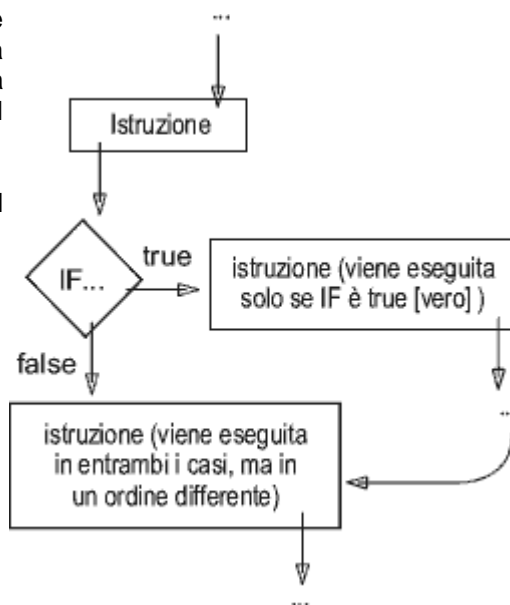 ...
Istruzione
IF...
true
istruzione (viene eseguita
solo se IF è true [vero] )
false
...
istruzione (viene eseguita
in entrambi i casi, ma in
un ordine differente)
...